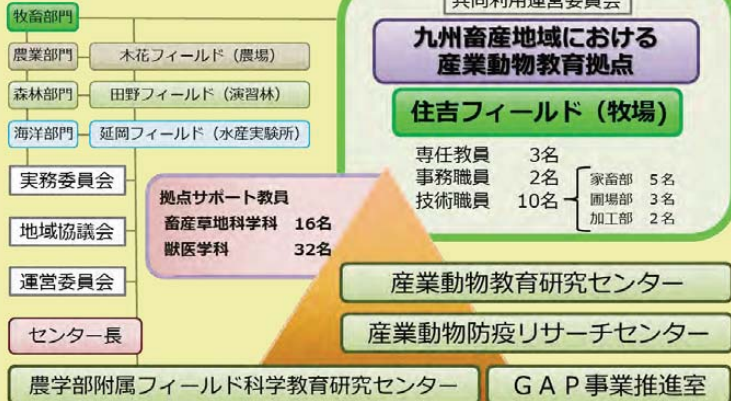 共同利用運営委員会
牧畜部門
九州畜産地域における
産業動物教育拠点
農業部門
木花フィールド（農場）
森林部門
田野フィールド（演習林）
住吉フィールド（牧場)
海洋部門
延岡フィールド（水産実験所）
専任教員 3名
事務職員 2名
技術職員 10名
家畜部 5名
圃場部 3名
加工部 2名
実務委員会
拠点サポート教員
畜産草地科学科 16名
獣医学科 32名
地域協議会
運営委員会
産業動物教育研究センター
センター長
産業動物防疫リサーチセンター
農学部附属フィールド科学教育研究センター
ＧＡＰ事業推進室